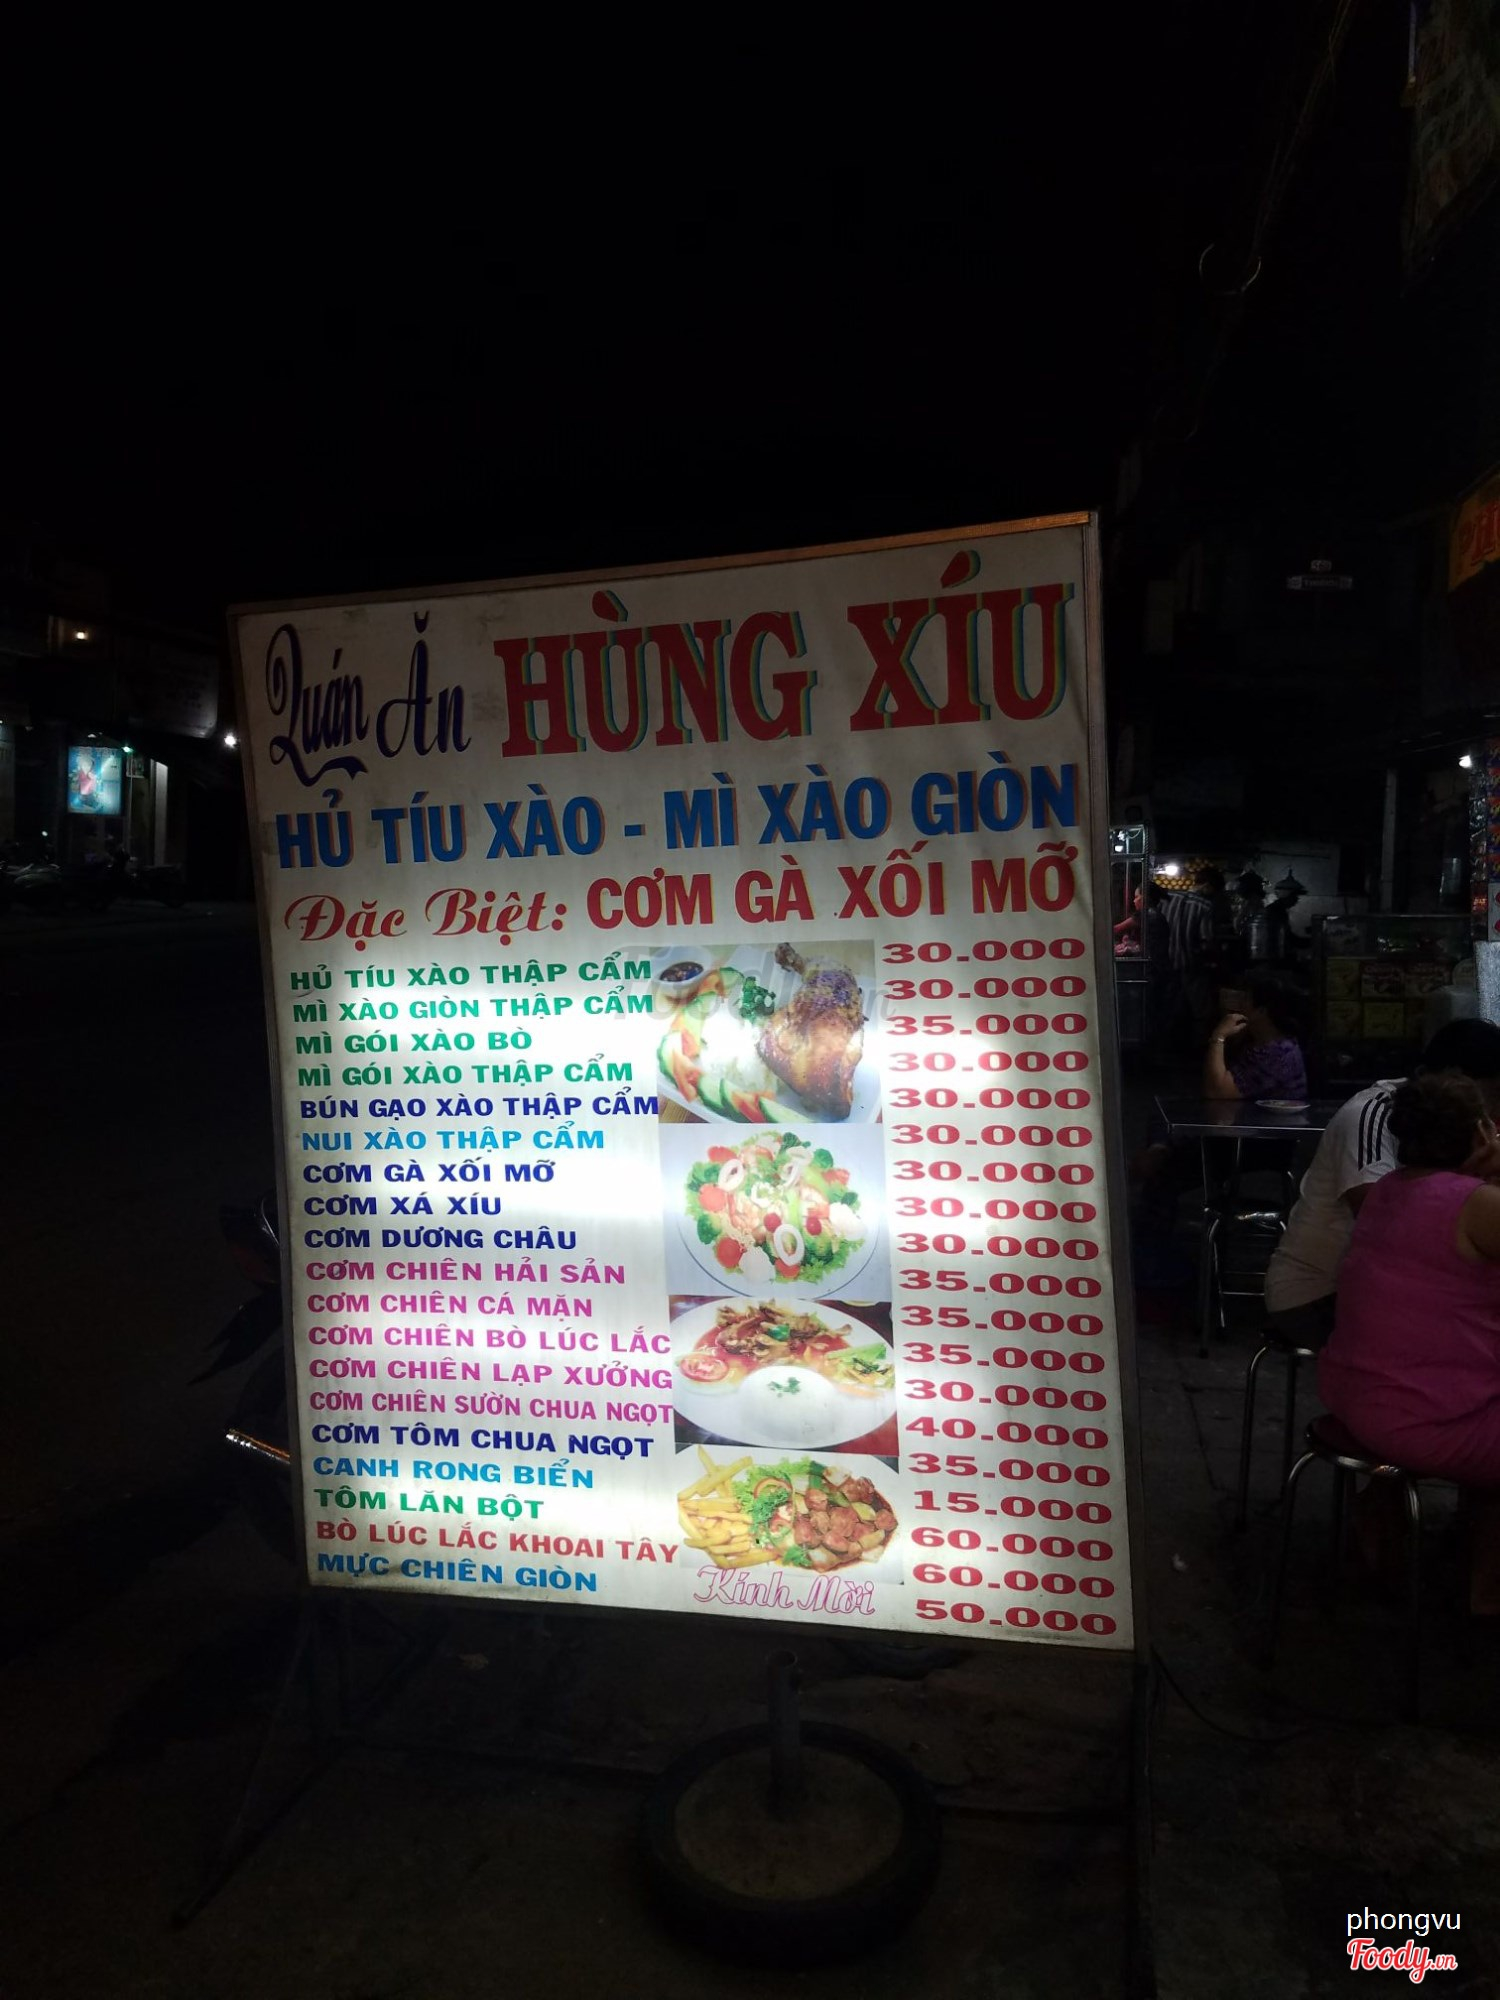 Quán Ăn HÙNG XÍU
HỦ TÍU XÀO - MÌ XÀO GIÒN
Đặc Biệt: CƠM GÀ XỐI MỠ
HỦ TÍU XÀO THẬP CẨM 30.000
MÌ XÀO GIÒN THẬP CẨM 30.000
MÌ GÓI XÀO BÒ 35.000
MÌ GÓI XÀO THẬP CẨM 30.000
BÚN GẠO XÀO THẬP CẨM 30.000
NUI XÀO THẬP CẨM 30.000
CƠM GÀ XỐI MỠ 30.000
CƠM XÁ XÍU 30.000
CƠM DƯƠNG CHÂU 30.000
CƠM CHIÊN HẢI SẢN 35.000
CƠM CHIÊN CÁ MẶN 35.000
CƠM CHIÊN BÒ LÚC LẮC 35.000
CƠM CHIÊN LẠP XƯỞNG 30.000
CƠM CHIÊN SƯỜN CHUA NGỌT 40.000
CƠM TÔM CHUA NGỌT 35.000
CANH RONG BIỂN 15.000
TÔM LĂN BỘT 60.000
BÒ LÚC LẮC KHOAI TÂY 60.000
MỰC CHIÊN GIÒN 50.000
Kính Mời
phongvu
Foody.vn